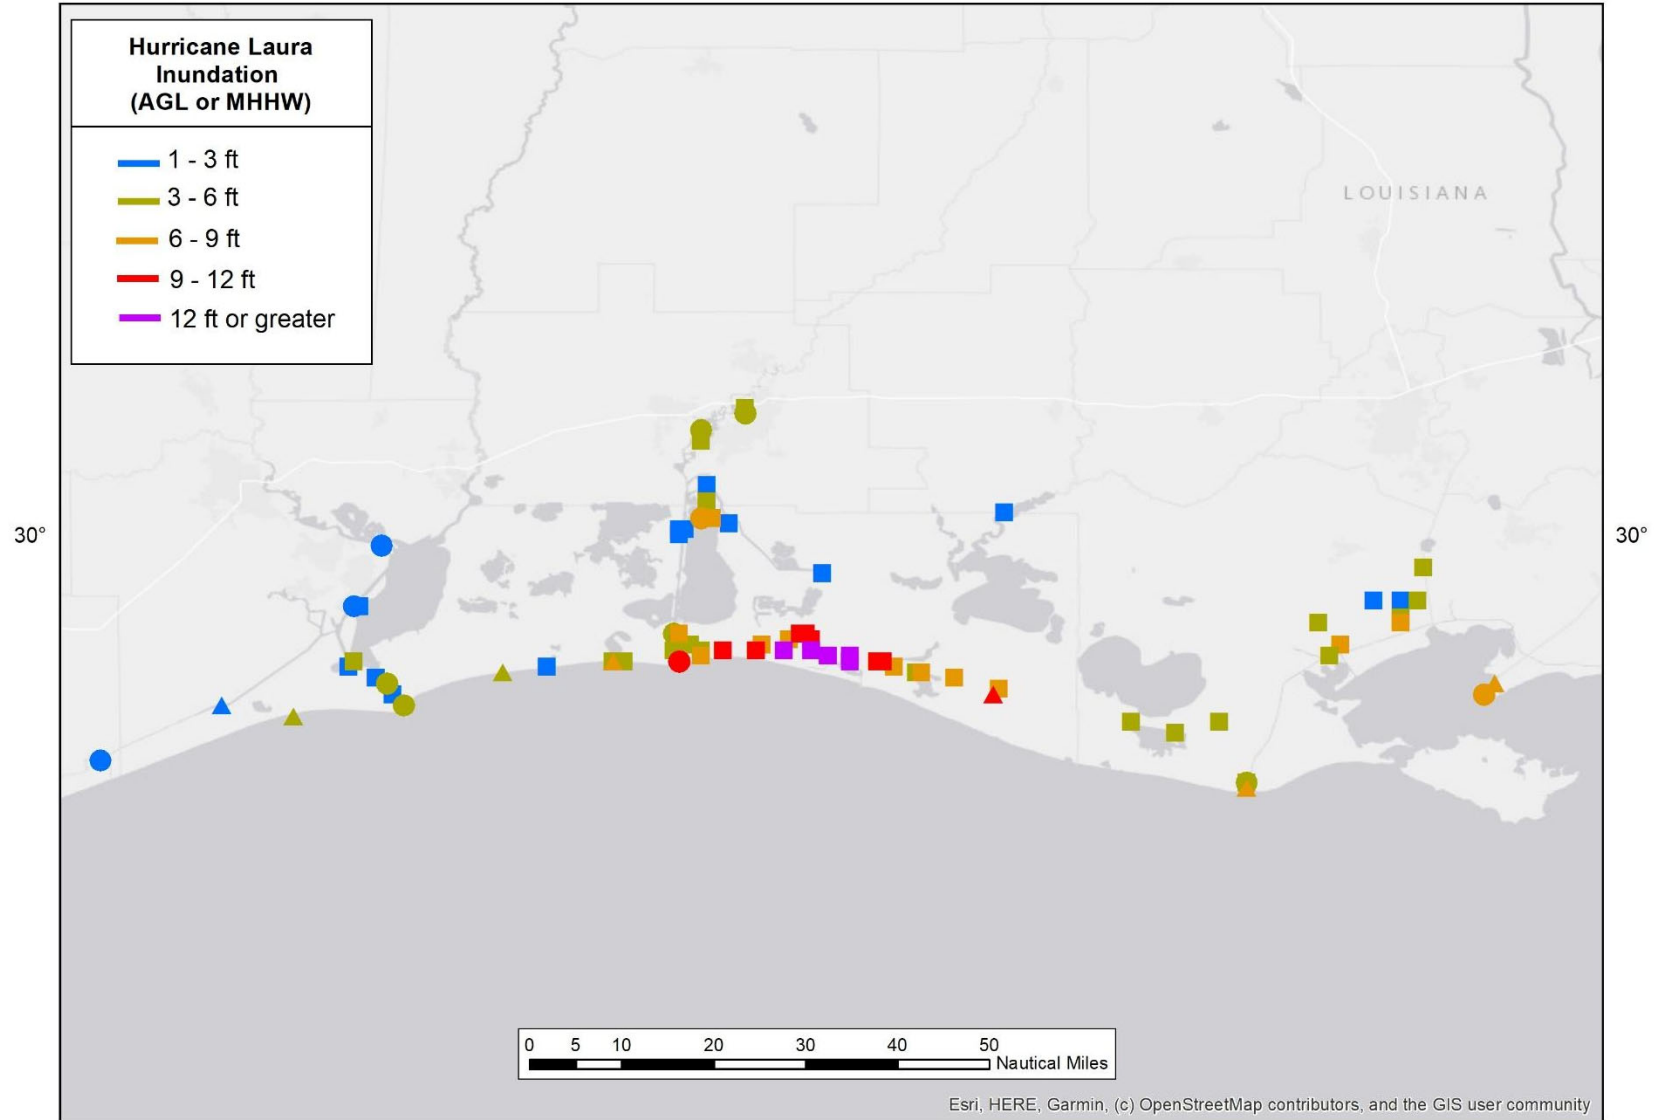 Hurricane Laura
Inundation
(AGL or MHHW)
1 - 3 ft
3 - 6 ft
6 - 9 ft
9 - 12 ft
12 ft or greater
LOUISIANA
30°
30°
0 5 10 20 30 40 50
Nautical Miles
Esri, HERE, Garmin, (c) OpenStreetMap contributors, and the GIS user community